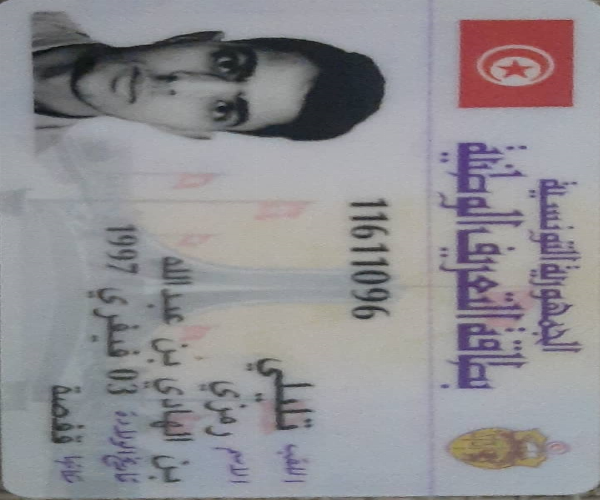 الجمهورية التونسية
بطاقة التعريف الوطنية
11611096
اللقب تليلي
الاسم رمزي
بن الهادي بن عبد الله
تاريخ الولادة 03 فيفري 1997
مكانها قفصة